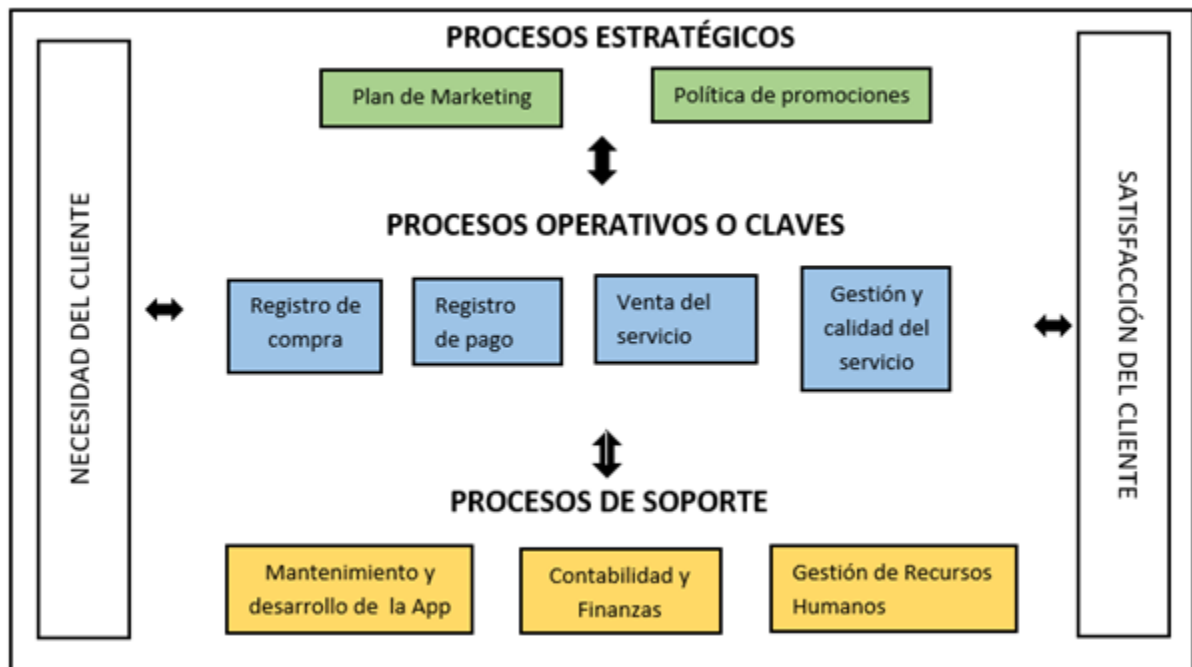 PROCESOS ESTRATÉGICOS
Plan de Marketing
Política de promociones
NECESIDAD DEL CLIENTE
PROCESOS OPERATIVOS O CLAVES
Registro de
compra
Registro
de pago
Venta del
servicio
Gestión y
calidad del
servicio
PROCESOS DE SOPORTE
Mantenimiento y
desarrollo de la App
Contabilidad y
Finanzas
Gestión de Recursos
Humanos
SATISFACCIÓN DEL CLIENTE